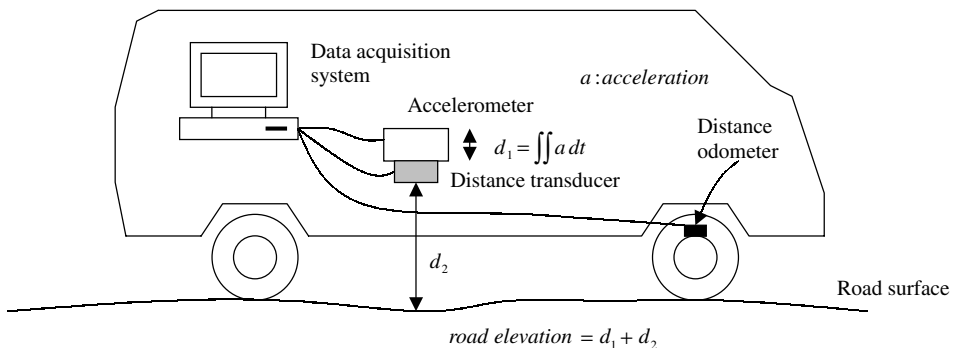 Data acquisition
system
a : acceleration
Accelerometer
Distance
odometer
d₁ = ∬ a dt
Distance transducer
d₂
Road surface
road elevation = d₁ + d₂